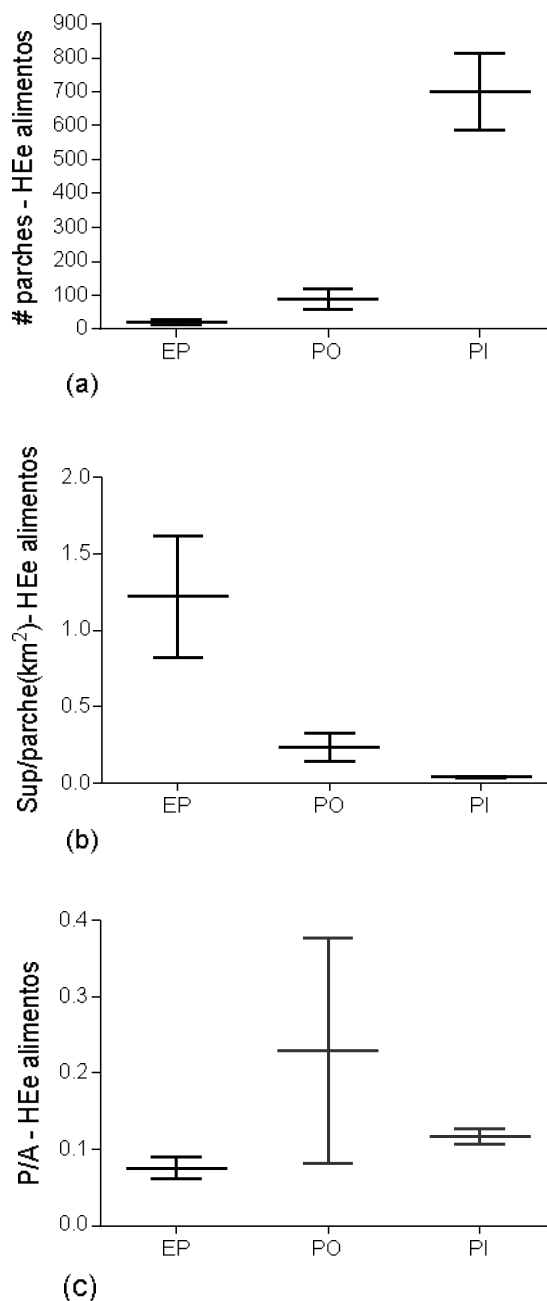 # parches - HEe alimentos
900
800
700
600
500
400
300
200
100
0
EP PO PI
(a)
Sup/parche(km²)- HEe alimentos
2.0
1.5
1.0
0.5
0.0
EP PO PI
(b)
P/A - HEe alimentos
0.4
0.3
0.2
0.1
0.0
EP PO PI
(c)